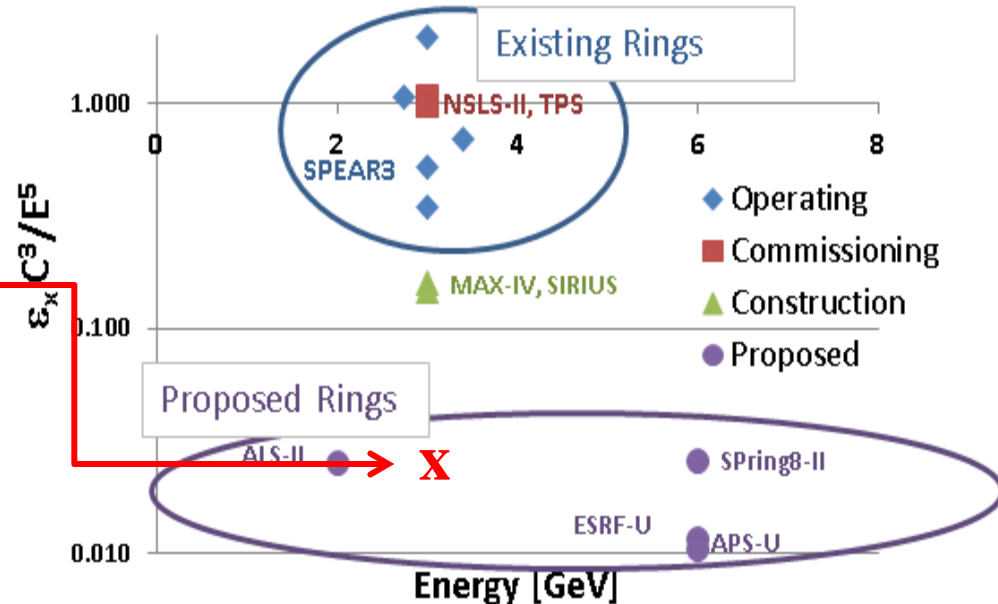 Existing Rings
1.000
NSLS-II, TPS
0 2 4 6 8
SPEAR3
Operating
Commissioning
Construction
Proposed
MAX-IV, SIRIUS
εₓ C³/E⁵
0.100
Proposed Rings
ALS-II
X
SPring8-II
ESRF-U
APS-U
0.010
Energy [GeV]